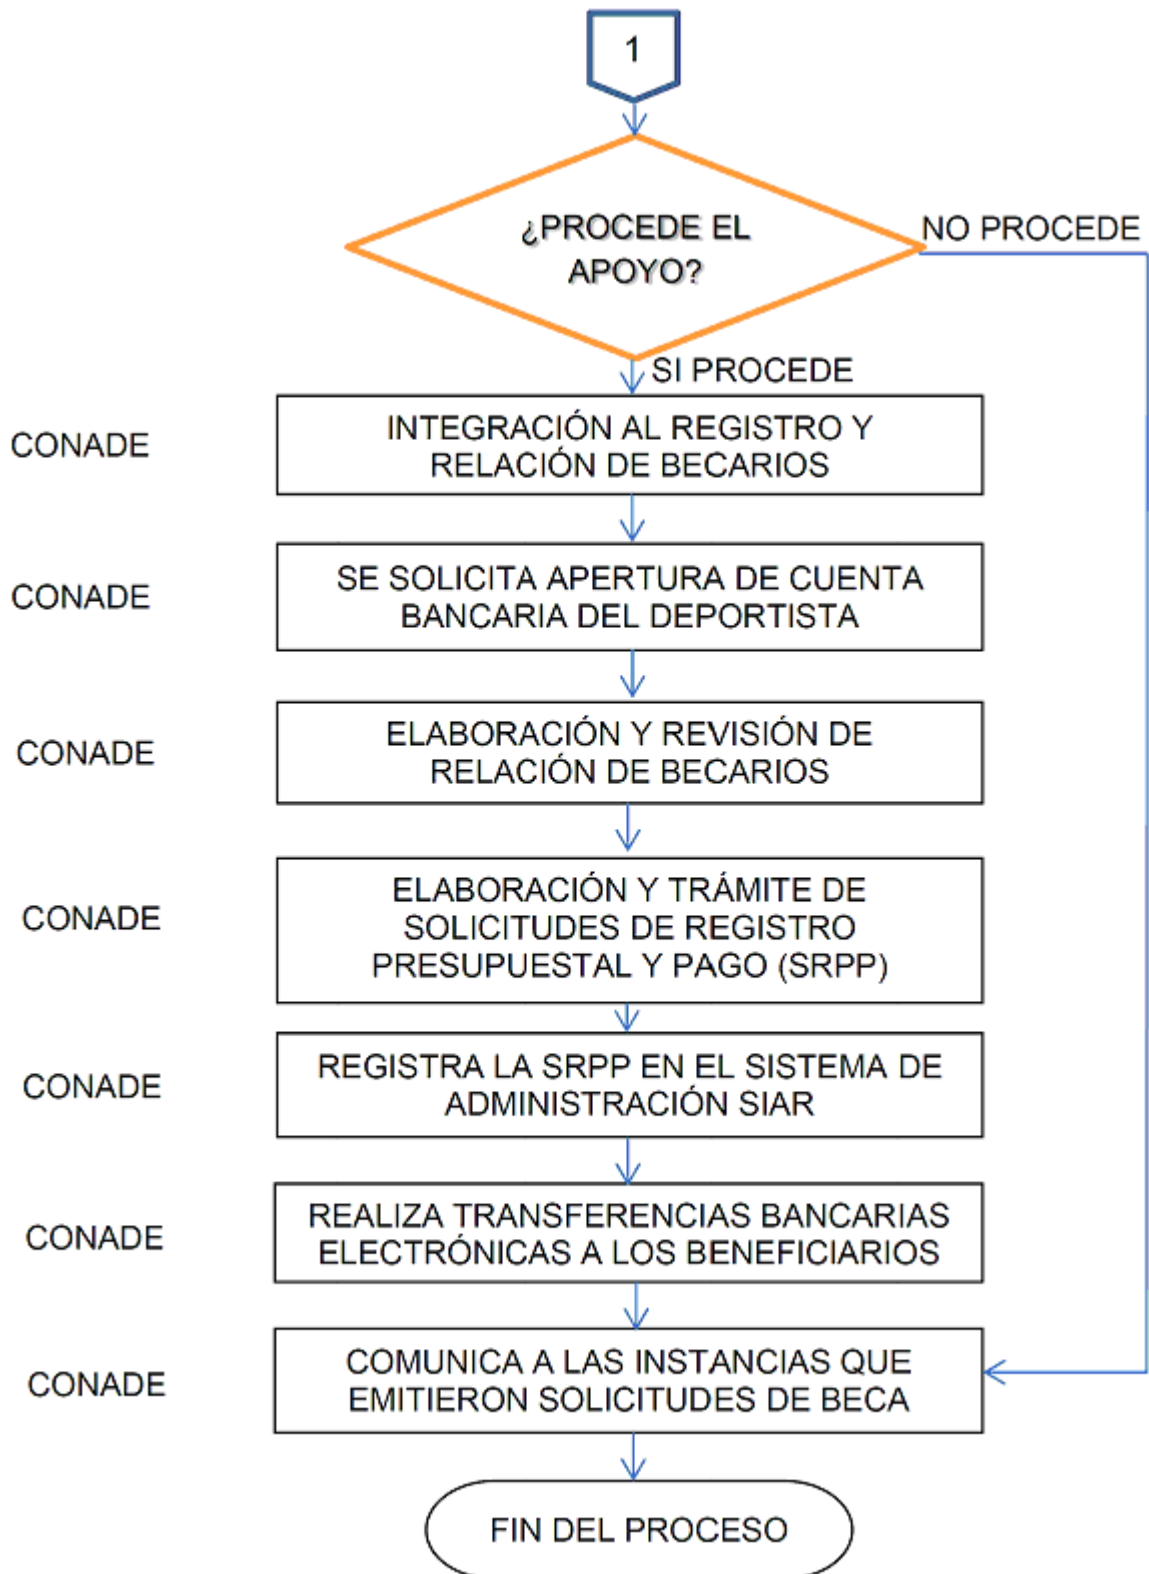 1
¿PROCEDE EL
APOYO?
NO PROCEDE
SI PROCEDE
CONADE
INTEGRACIÓN AL REGISTRO Y
RELACIÓN DE BECARIOS
CONADE
SE SOLICITA APERTURA DE CUENTA
BANCARIA DEL DEPORTISTA
CONADE
ELABORACIÓN Y REVISIÓN DE
RELACIÓN DE BECARIOS
CONADE
ELABORACIÓN Y TRÁMITE DE
SOLICITUDES DE REGISTRO
PRESUPUESTAL Y PAGO (SRPP)
CONADE
REGISTRA LA SRPP EN EL SISTEMA DE
ADMINISTRACIÓN SIAR
CONADE
REALIZA TRANSFERENCIAS BANCARIAS
ELECTRÓNICAS A LOS BENEFICIARIOS
CONADE
COMUNICA A LAS INSTANCIAS QUE
EMITIERON SOLICITUDES DE BECA
FIN DEL PROCESO